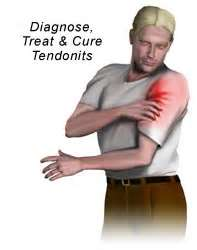 Diagnose,
Treat & Cure
Tendonits